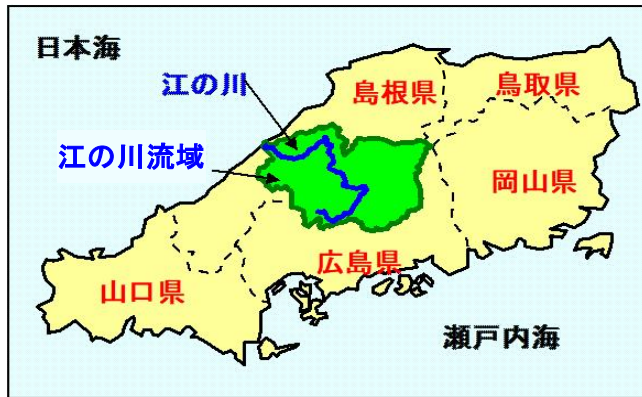 日本海
江の川
島根県
鳥取県
江の川流域
岡山県
広島県
山口県
瀬戸内海